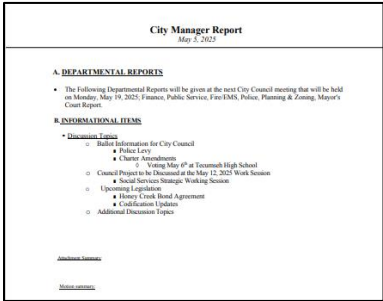 City Manager Report
May 5, 2025
A. DEPARTMENTAL REPORTS
• The Following Departmental Reports will be given at the next City Council meeting that will be held
on Monday, May 19, 2025; Finance, Public Service, Fire/EMS, Police, Planning & Zoning, Mayor's
Court Report.
B. INFORMATIONAL ITEMS
• Discussion Topics
○ Ballot Information for City Council
■ Police Levy
■ Charter Amendments
◊ Voting May 6th at Tecumseh High School
○ Council Project to be Discussed at the May 12, 2025 Work Session
■ Social Services Strategic Working Session
○ Upcoming Legislation
■ Honey Creek Bond Agreement
■ Codification Updates
○ Additional Discussion Topics
Attachment Summary:
Motion summary: